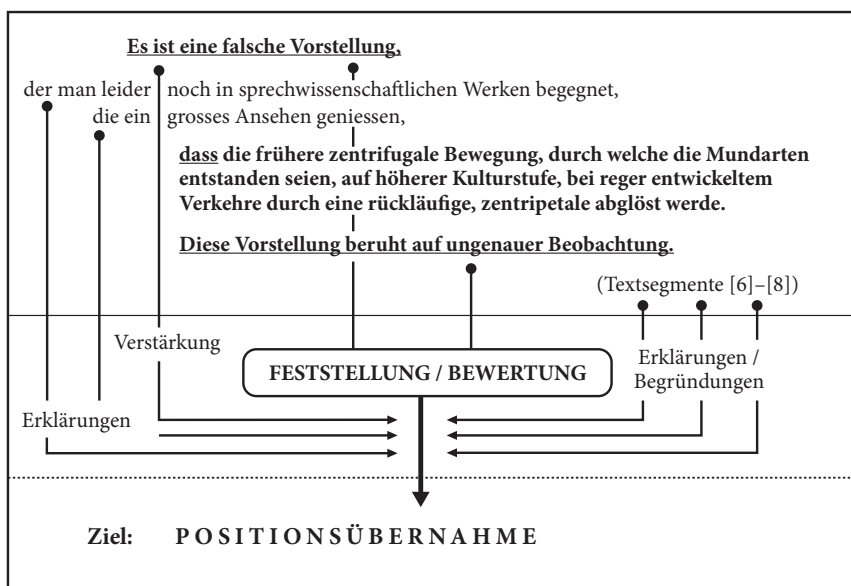 Es ist eine falsche Vorstellung,
der man leider noch in sprechwissenschaftlichen Werken begegnet,
die ein grosses Ansehen geniessen,
dass die frühere zentrifugale Bewegung, durch welche die Mundarten
entstanden seien, auf höherer Kulturstufe, bei reger entwickeltem
Verkehre durch eine rückläufige, zentripetale abglöst werde.
Diese Vorstellung beruht auf ungenauer Beobachtung.
(Textsegmente [6]–[8])
Verstärkung
FESTSTELLUNG / BEWERTUNG
Erklärungen /
Begründungen
Erklärungen
Ziel: POSITIONSÜBERNAHME